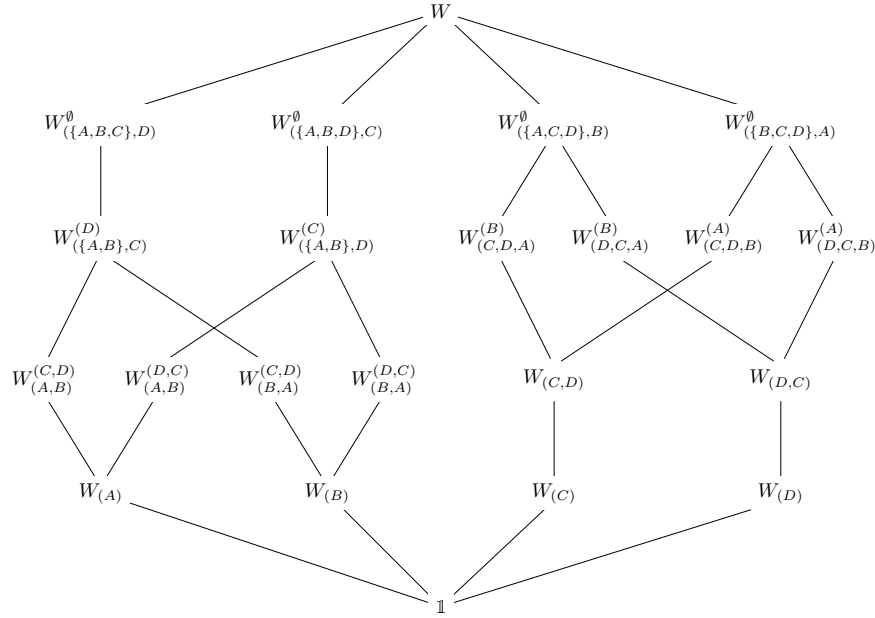 W
W^∅_({A,B,C},D) W^∅_({A,B,D},C) W^∅_({A,C,D},B) W^∅_({B,C,D},A)
W^(D)_({A,B},C) W^(C)_({A,B},D) W^(B)_(C,D,A) W^(B)_(D,C,A) W^(A)_(C,D,B) W^(A)_(D,C,B)
W^(C,D)_(A,B) W^(D,C)_(A,B) W^(C,D)_(B,A) W^(D,C)_(B,A) W_(C,D) W_(D,C)
W_(A) W_(B) W_(C) W_(D)
𝟙